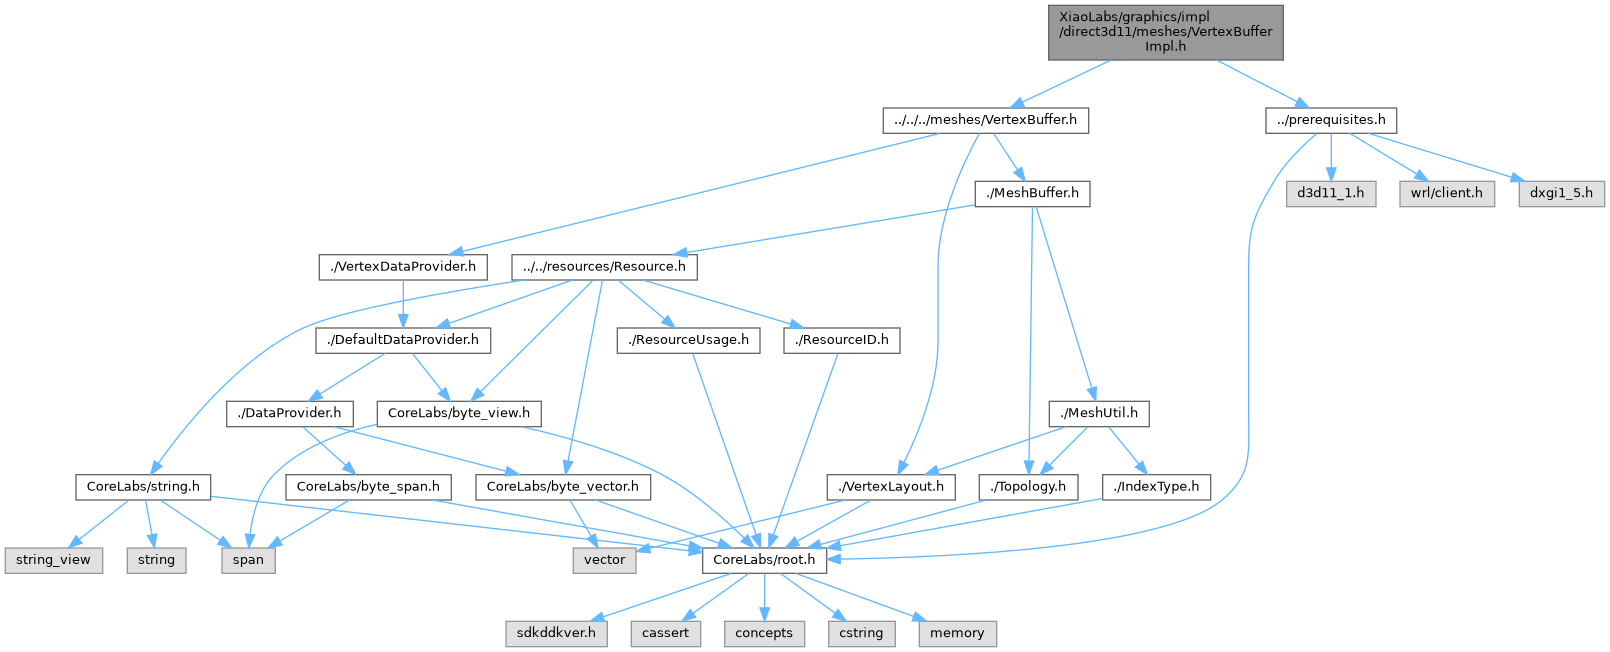 XiaoLabs/graphics/impl
/direct3d11/meshes/VertexBuffer
Impl.h
../../../meshes/VertexBuffer.h
../prerequisites.h
./MeshBuffer.h
d3d11_1.h
wrl/client.h
dxgi1_5.h
./VertexDataProvider.h
../../resources/Resource.h
./DefaultDataProvider.h
./ResourceUsage.h
./ResourceID.h
./DataProvider.h
CoreLabs/byte_view.h
./MeshUtil.h
CoreLabs/string.h
CoreLabs/byte_span.h
CoreLabs/byte_vector.h
./VertexLayout.h
./Topology.h
./IndexType.h
string_view
string
span
vector
CoreLabs/root.h
sdkddkver.h
cassert
concepts
cstring
memory